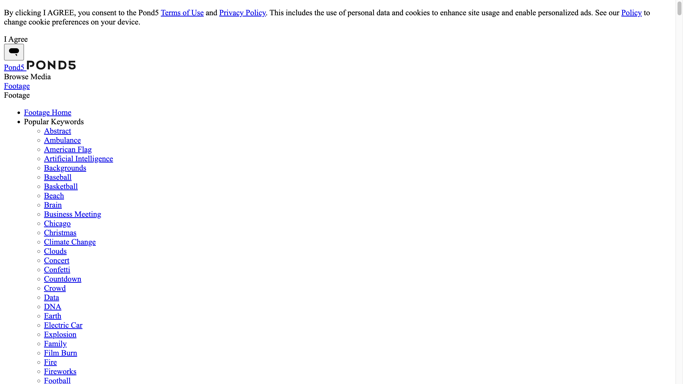 By clicking I AGREE, you consent to the Pond5 Terms of Use and Privacy Policy. This includes the use of personal data and cookies to enhance site usage and enable personalized ads. See our Policy to
change cookie preferences on your device.
I Agree
Pond5 POND5
Browse Media
Footage
Footage
Footage Home
Popular Keywords
Abstract
Ambulance
American Flag
Artificial Intelligence
Backgrounds
Baseball
Basketball
Beach
Brain
Business Meeting
Chicago
Christmas
Climate Change
Clouds
Concert
Confetti
Countdown
Crowd
Data
DNA
Earth
Electric Car
Explosion
Family
Film Burn
Fire
Fireworks
Football